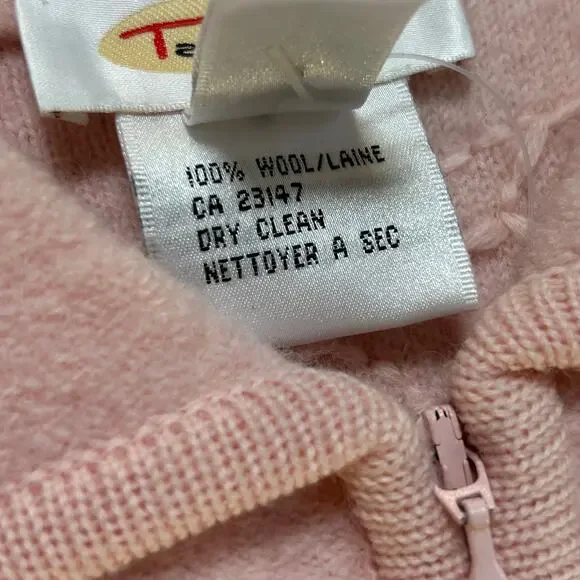 100% WOOL/LAINE
CA 23147
DRY CLEAN
NETTOYER A SEC